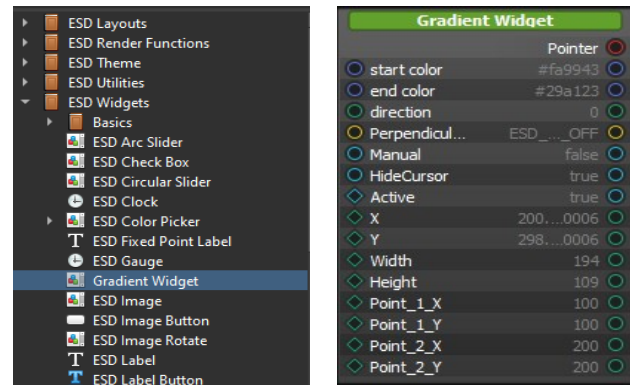 ESD Layouts
ESD Render Functions
ESD Theme
ESD Utilities
ESD Widgets
Basics
ESD Arc Slider
ESD Check Box
ESD Circular Slider
ESD Clock
ESD Color Picker
ESD Fixed Point Label
ESD Gauge
Gradient Widget
ESD Image
ESD Image Button
ESD Image Rotate
ESD Label
ESD Label Button
Gradient Widget
Pointer
start color #fa9943
end color #29a123
direction 0
Perpendicul... ESD_..._OFF
Manual false
HideCursor true
Active true
X 200....0006
Y 298....0006
Width 194
Height 109
Point_1_X 100
Point_1_Y 100
Point_2_X 200
Point_2_Y 200